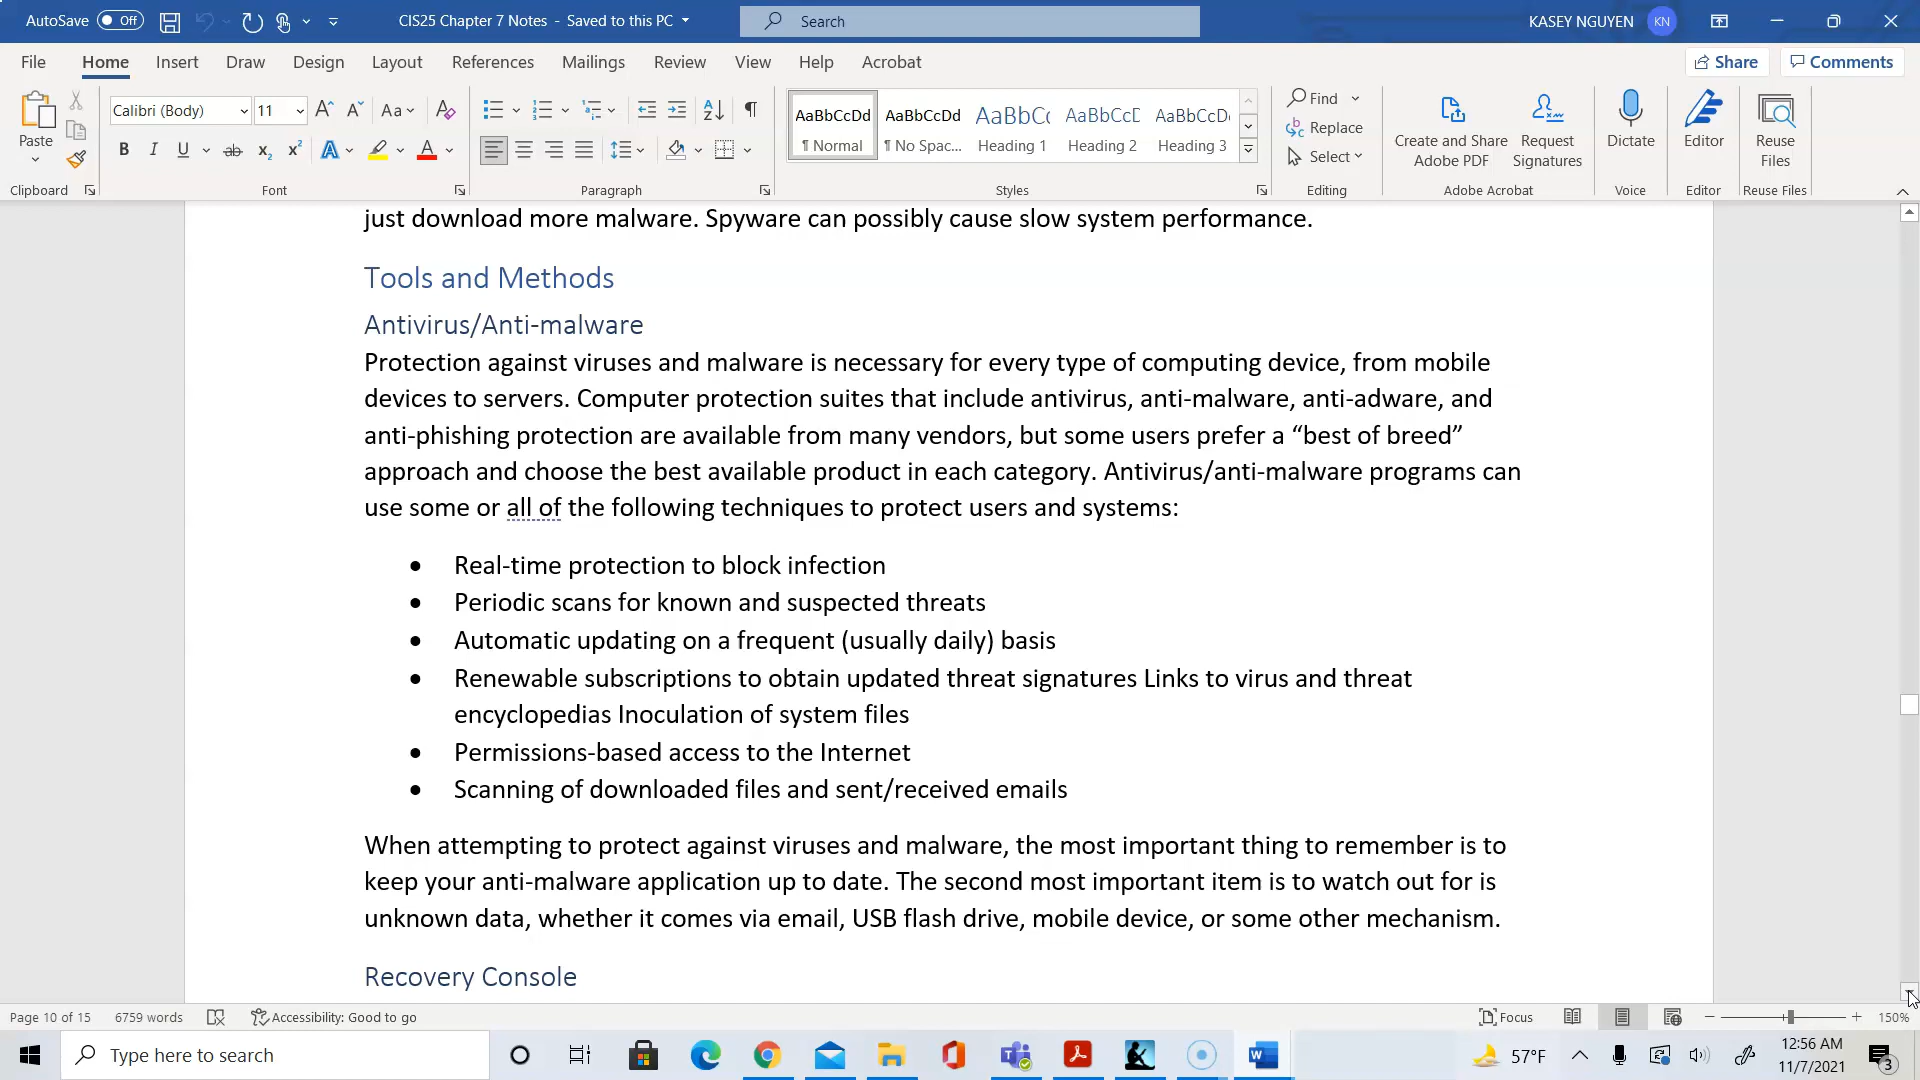 AutoSave Off CIS25 Chapter 7 Notes - Saved to this PC Search KASEY NGUYEN KN
File Home Insert Draw Design Layout References Mailings Review View Help Acrobat Share Comments
Paste Calibri (Body) 11 Aa AaBbCcDd ¶ Normal AaBbCcDd ¶ No Spac... AaBbCc Heading 1 AaBbCcD Heading 2 AaBbCcD Heading 3 Find Replace Select Create and Share Adobe PDF Request Signatures Dictate Editor Reuse Files
Clipboard Font Paragraph Styles Editing Adobe Acrobat Voice Editor Reuse Files
just download more malware. Spyware can possibly cause slow system performance.
Tools and Methods
Antivirus/Anti-malware
Protection against viruses and malware is necessary for every type of computing device, from mobile
devices to servers. Computer protection suites that include antivirus, anti-malware, anti-adware, and
anti-phishing protection are available from many vendors, but some users prefer a “best of breed”
approach and choose the best available product in each category. Antivirus/anti-malware programs can
use some or all of the following techniques to protect users and systems:
• Real-time protection to block infection
• Periodic scans for known and suspected threats
• Automatic updating on a frequent (usually daily) basis
• Renewable subscriptions to obtain updated threat signatures Links to virus and threat
encyclopedias Inoculation of system files
• Permissions-based access to the Internet
• Scanning of downloaded files and sent/received emails
When attempting to protect against viruses and malware, the most important thing to remember is to
keep your anti-malware application up to date. The second most important item is to watch out for is
unknown data, whether it comes via email, USB flash drive, mobile device, or some other mechanism.
Recovery Console
Page 10 of 15 6759 words Accessibility: Good to go Focus 150%
Type here to search 57°F 12:56 AM
11/7/2021 3